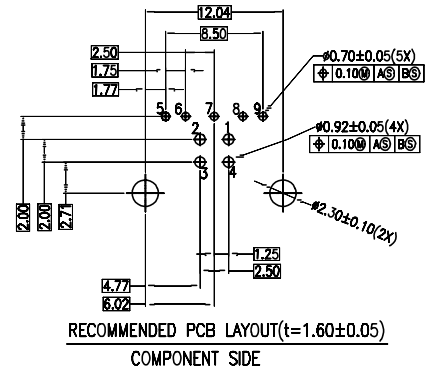 12.04
8.50
2.50
1.75
1.77
⌀0.70±0.05(5X)
⌖ 0.10Ⓜ AⓈ BⓈ
5 6 7 8 9
⌀0.92±0.05(4X)
⌖ 0.10Ⓜ AⓈ BⓈ
2 1
3 4
2.00
2.00
2.71
⌀2.30±0.10(2X)
1.25
4.77
2.50
6.02
RECOMMENDED PCB LAYOUT(t=1.60±0.05)
COMPONENT SIDE